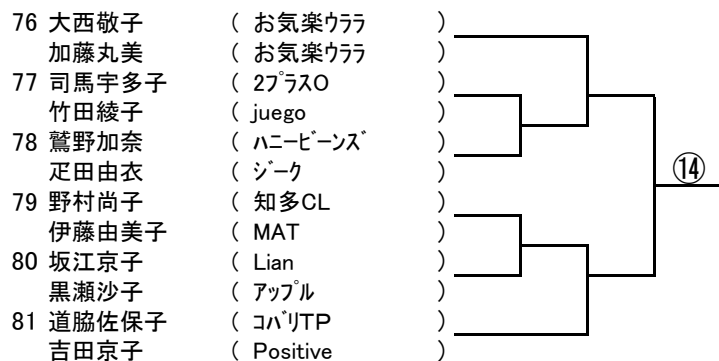 76 大西敬子 ( お気楽ウララ )
加藤丸美 ( お気楽ウララ )
77 司馬宇多子 ( 2プラスO )
竹田綾子 ( juego )
78 鷲野加奈 ( ハニービーンズ )
疋田由衣 ( ジーク )
79 野村尚子 ( 知多CL )
伊藤由美子 ( MAT )
80 坂江京子 ( Lian )
黒瀬沙子 ( アップル )
81 道脇佐保子 ( コバリTP )
吉田京子 ( Positive )
⑭